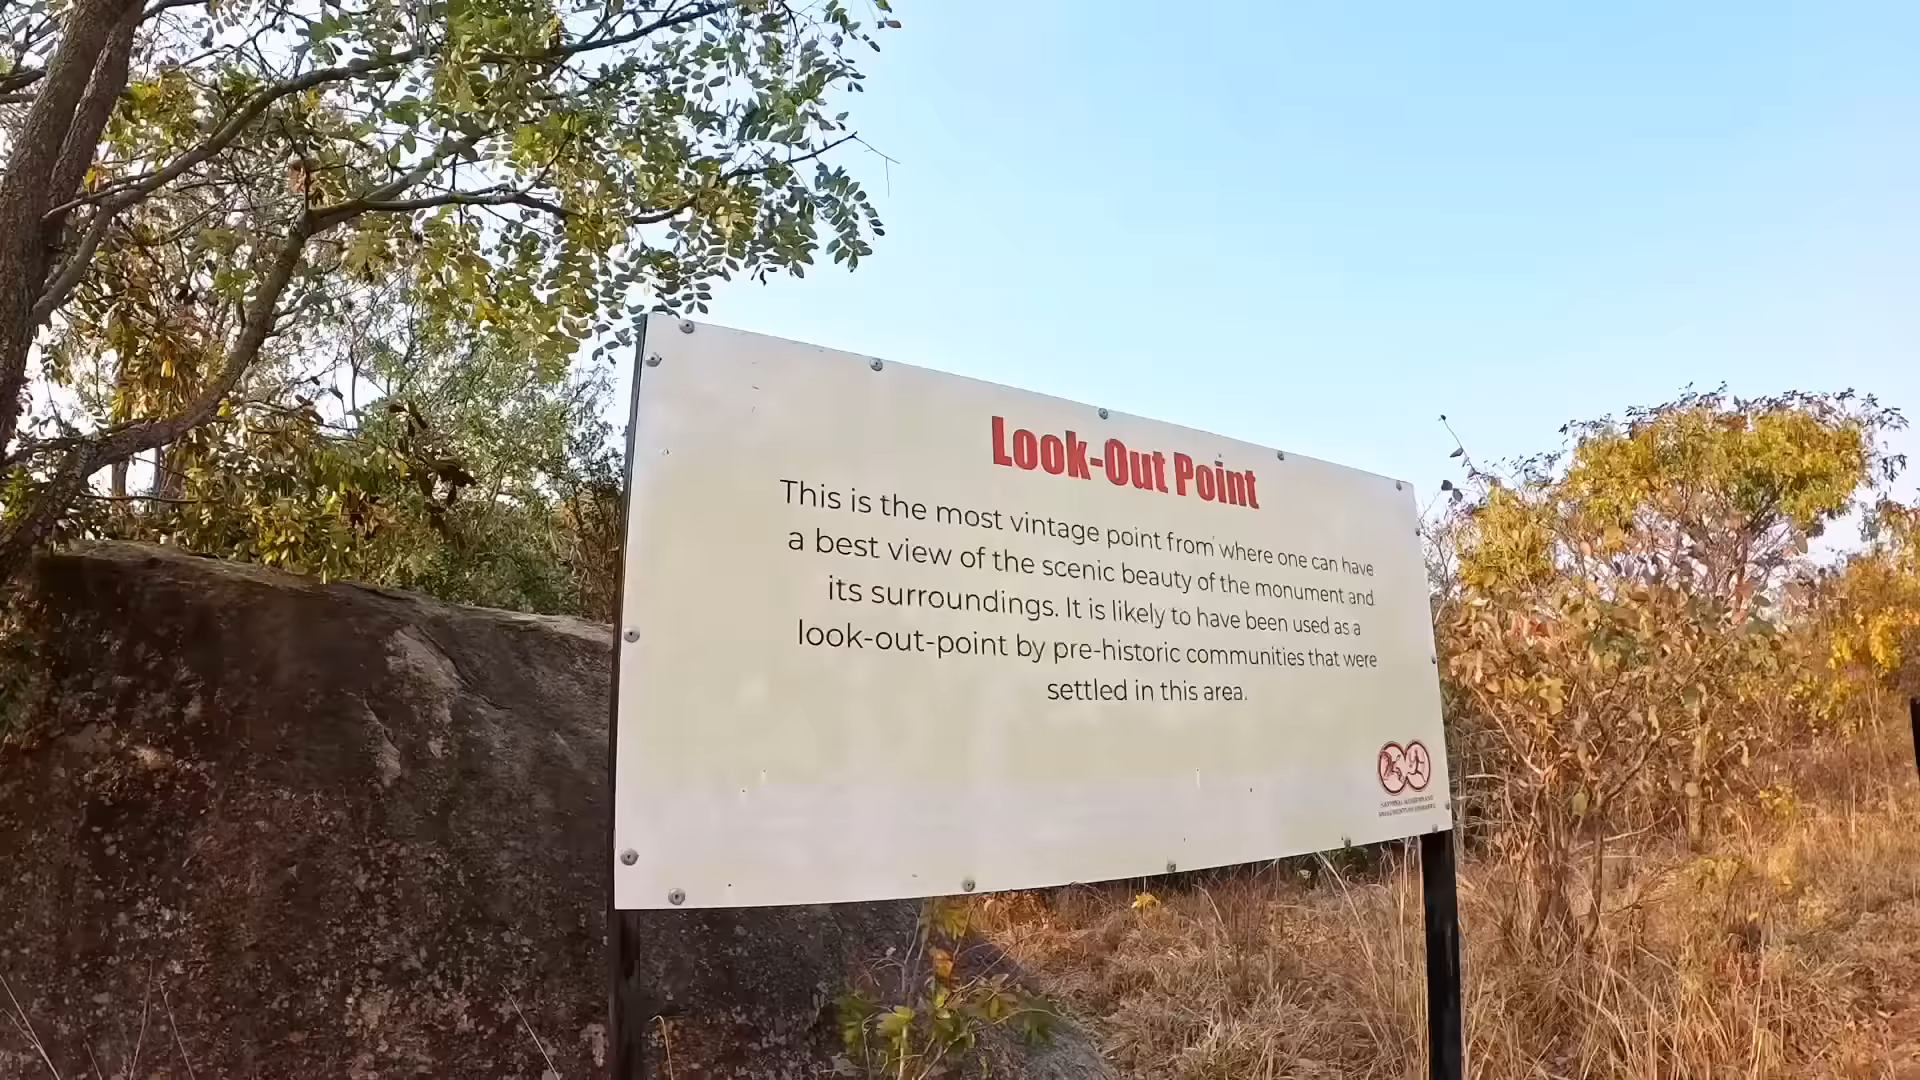 Look-Out Point
This is the most vintage point from where one can have
a best view of the scenic beauty of the monument and
its surroundings. It is likely to have been used as a
look-out-point by pre-historic communities that were
settled in this area.